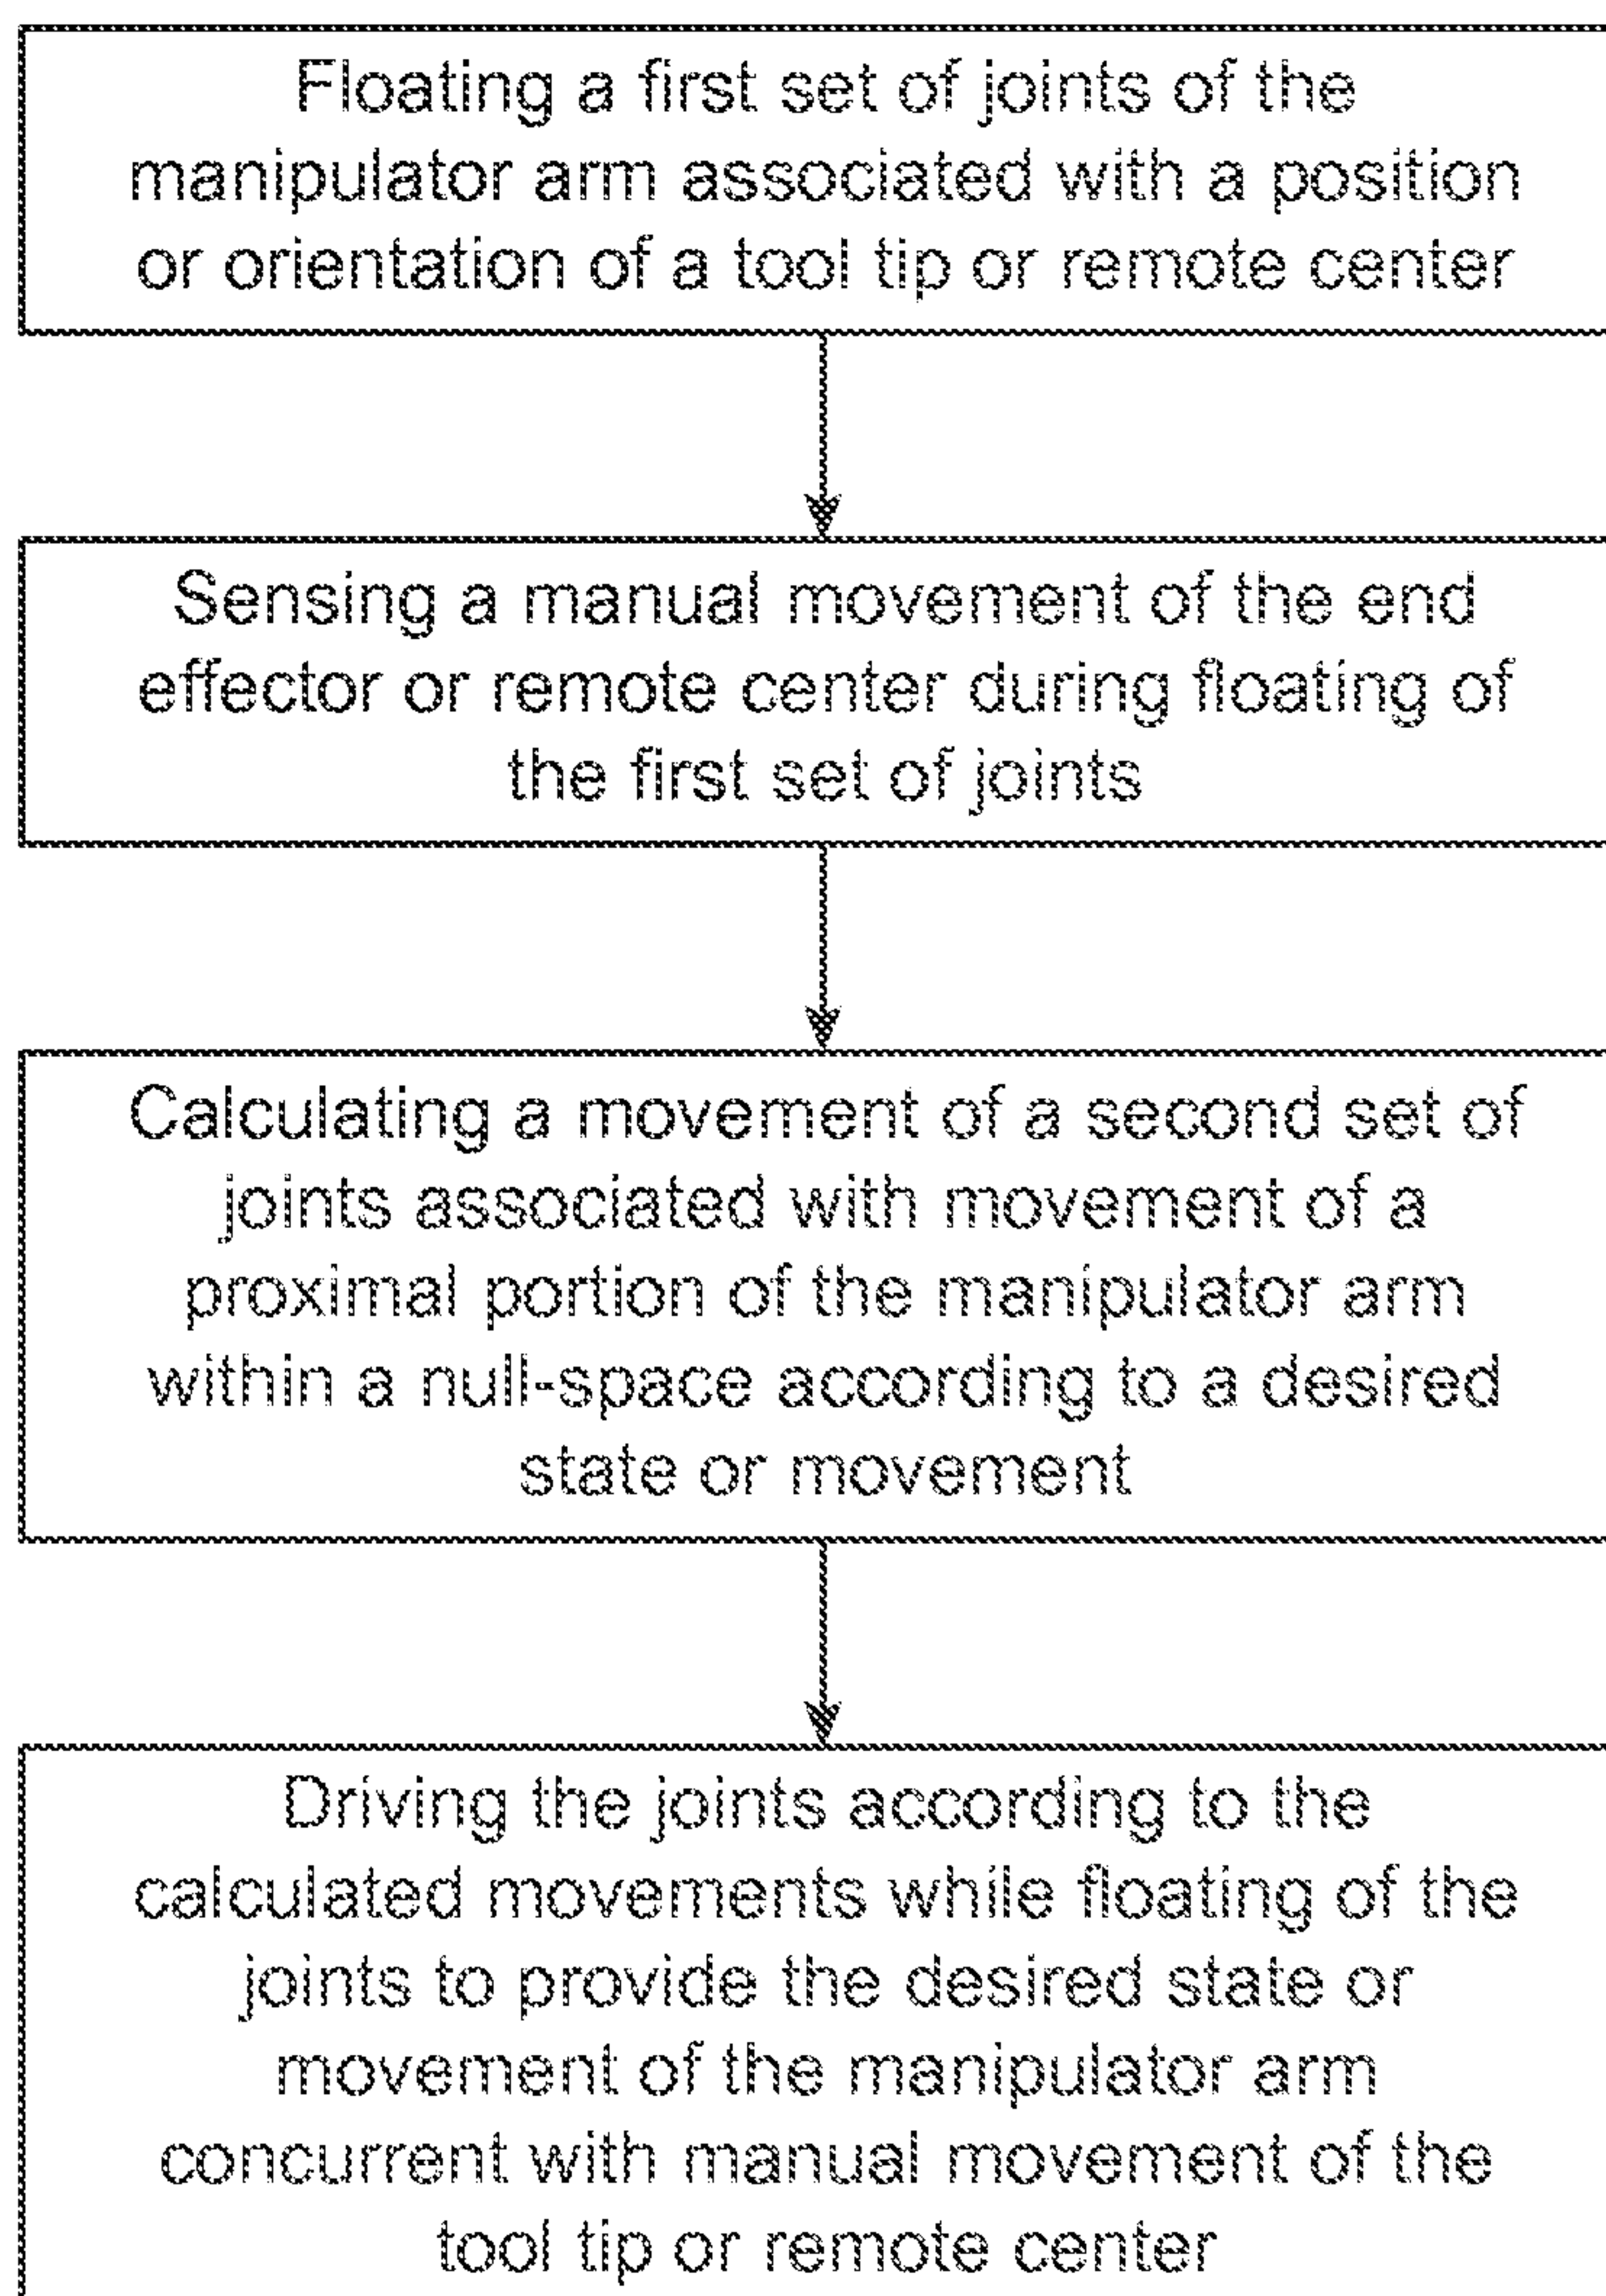 Floating a first set of joints of the
manipulator arm associated with a position
or orientation of a tool tip or remote center
Sensing a manual movement of the end
effector or remote center during floating of
the first set of joints
Calculating a movement of a second set of
joints associated with movement of a
proximal portion of the manipulator arm
within a null-space according to a desired
state or movement
Driving the joints according to the
calculated movements while floating of the
joints to provide the desired state or
movement of the manipulator arm
concurrent with manual movement of the
tool tip or remote center